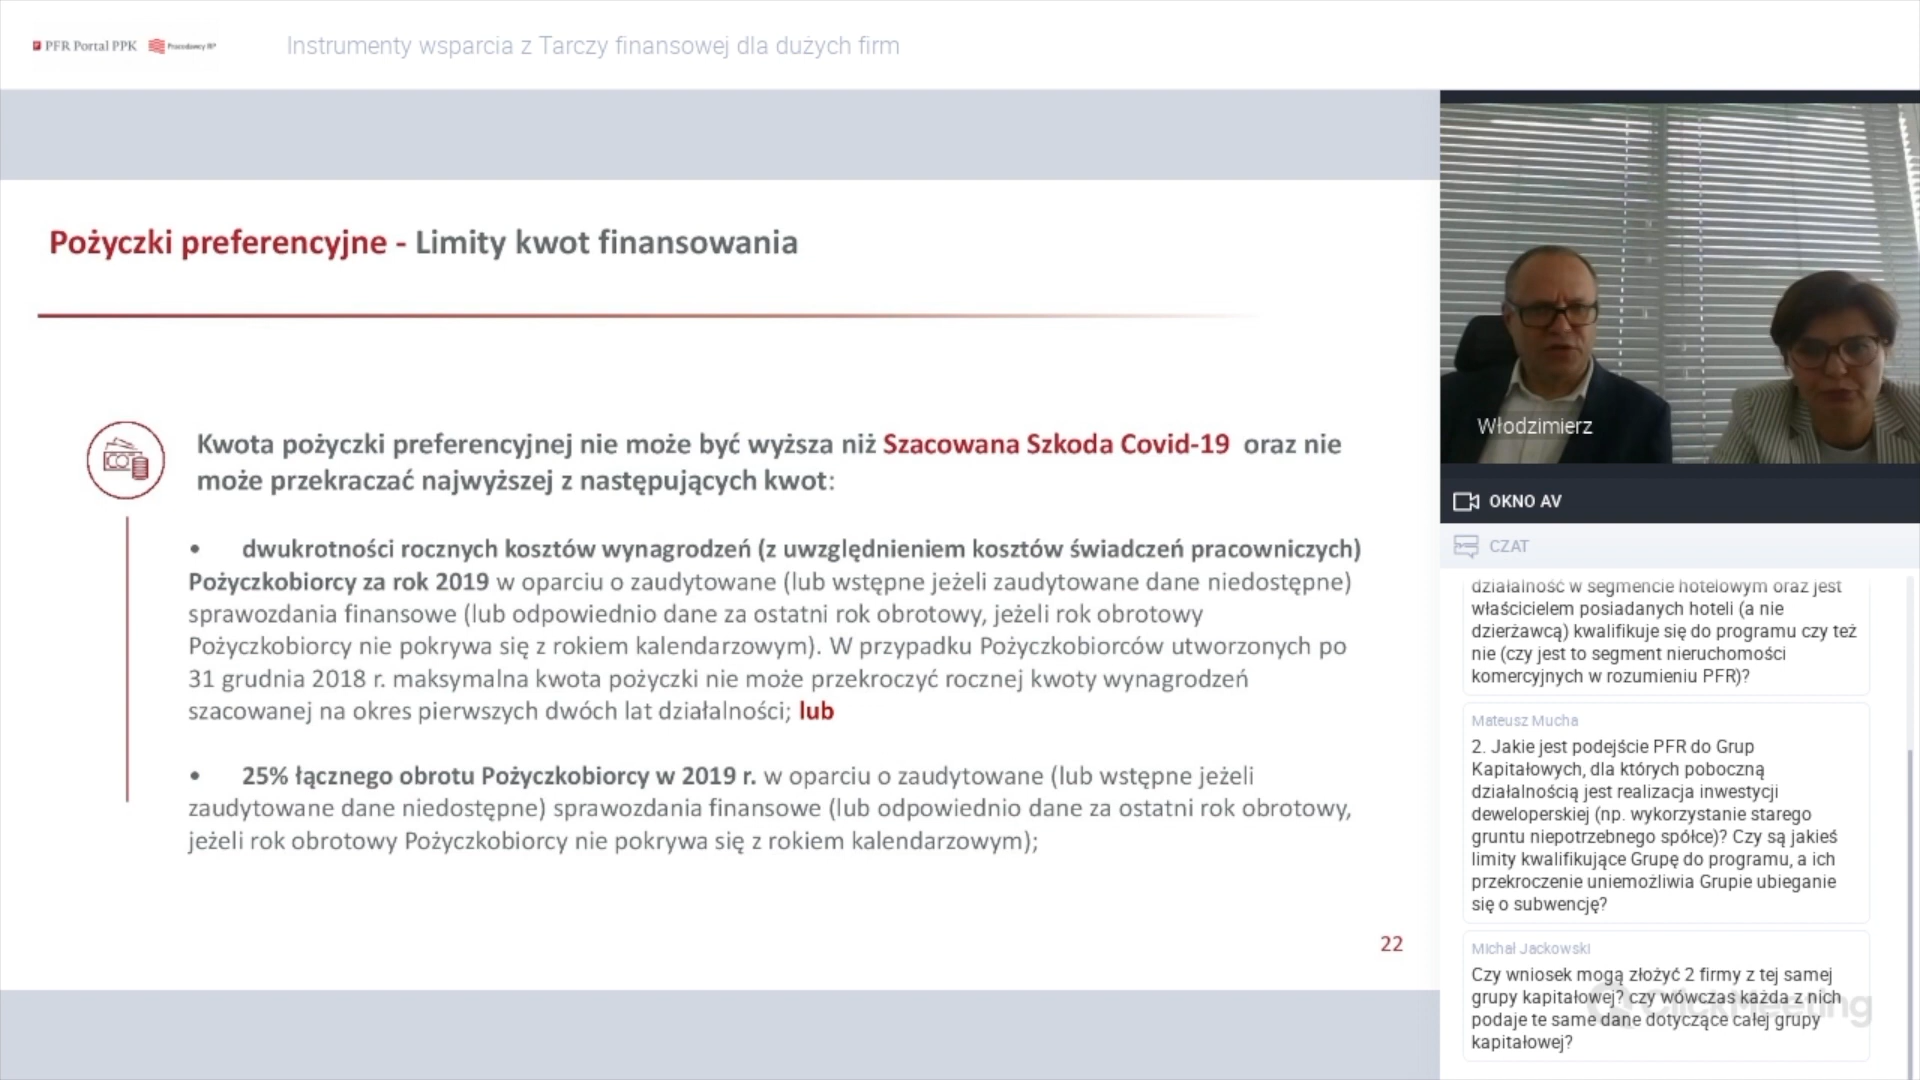 PFR Portal PPK
Pracodawcy RP
Instrumenty wsparcia z Tarczy finansowej dla dużych firm
Pożyczki preferencyjne - Limity kwot finansowania
Kwota pożyczki preferencyjnej nie może być wyższa niż Szacowana Szkoda Covid-19 oraz nie
może przekraczać najwyższej z następujących kwot:
• dwukrotności rocznych kosztów wynagrodzeń (z uwzględnieniem kosztów świadczeń pracowniczych)
Pożyczkobiorcy za rok 2019 w oparciu o zaudytowane (lub wstępne jeżeli zaudytowane dane niedostępne)
sprawozdania finansowe (lub odpowiednio dane za ostatni rok obrotowy, jeżeli rok obrotowy
Pożyczkobiorcy nie pokrywa się z rokiem kalendarzowym). W przypadku Pożyczkobiorców utworzonych po
31 grudnia 2018 r. maksymalna kwota pożyczki nie może przekroczyć rocznej kwoty wynagrodzeń
szacowanej na okres pierwszych dwóch lat działalności; lub
• 25% łącznego obrotu Pożyczkobiorcy w 2019 r. w oparciu o zaudytowane (lub wstępne jeżeli
zaudytowane dane niedostępne) sprawozdania finansowe (lub odpowiednio dane za ostatni rok obrotowy,
jeżeli rok obrotowy Pożyczkobiorcy nie pokrywa się z rokiem kalendarzowym);
22
Włodzimierz
OKNO AV
CZAT
działalność w segmencie hotelowym oraz jest
właścicielem posiadanych hoteli (a nie
dzierżawcą) kwalifikuje się do programu czy też
nie (czy jest to segment nieruchomości
komercyjnych w rozumieniu PFR)?
Mateusz Mucha
2. Jakie jest podejście PFR do Grup
Kapitałowych, dla których poboczną
działalnością jest realizacja inwestycji
deweloperskiej (np. wykorzystanie starego
gruntu niepotrzebnego spółce)? Czy są jakieś
limity kwalifikujące Grupę do programu, a ich
przekroczenie uniemożliwia Grupie ubieganie
się o subwencję?
Michał Jackowski
Czy wniosek mogą złożyć 2 firmy z tej samej
grupy kapitałowej? czy wówczas każda z nich
podaje te same dane dotyczące całej grupy
kapitałowej?
ClickMeeting